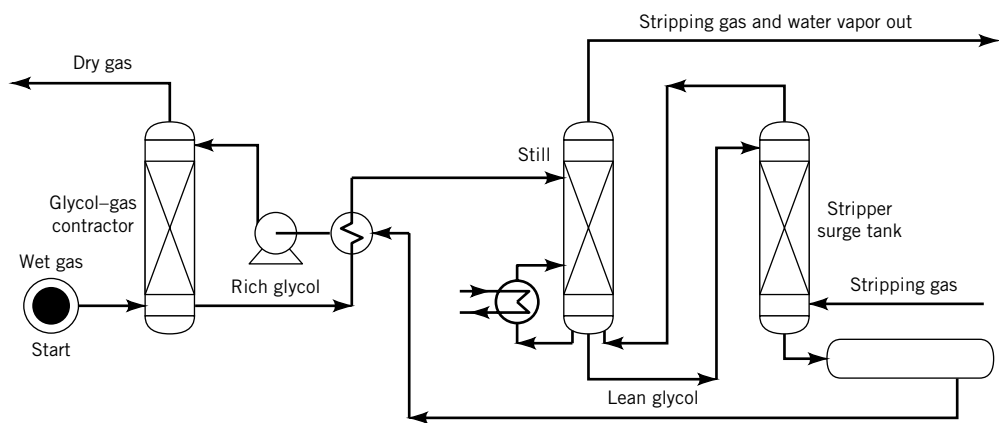 Stripping gas and water vapor out
Dry gas
Still
Glycol–gas
contractor
Stripper
surge tank
Wet gas
Rich glycol
Stripping gas
Start
Lean glycol